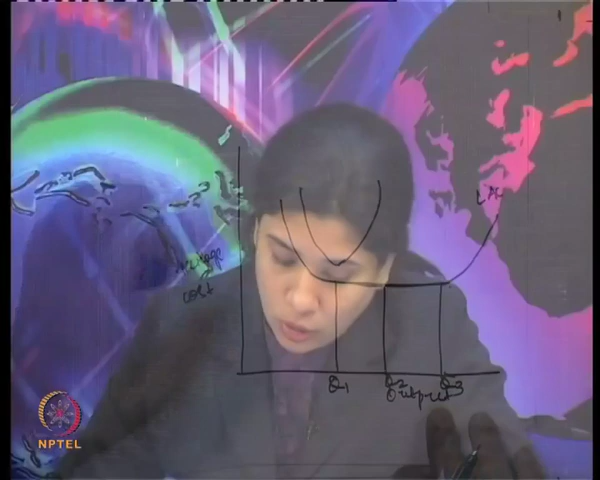 LAC
Average
cost
Q1
Q2
Q3
Output
NPTEL